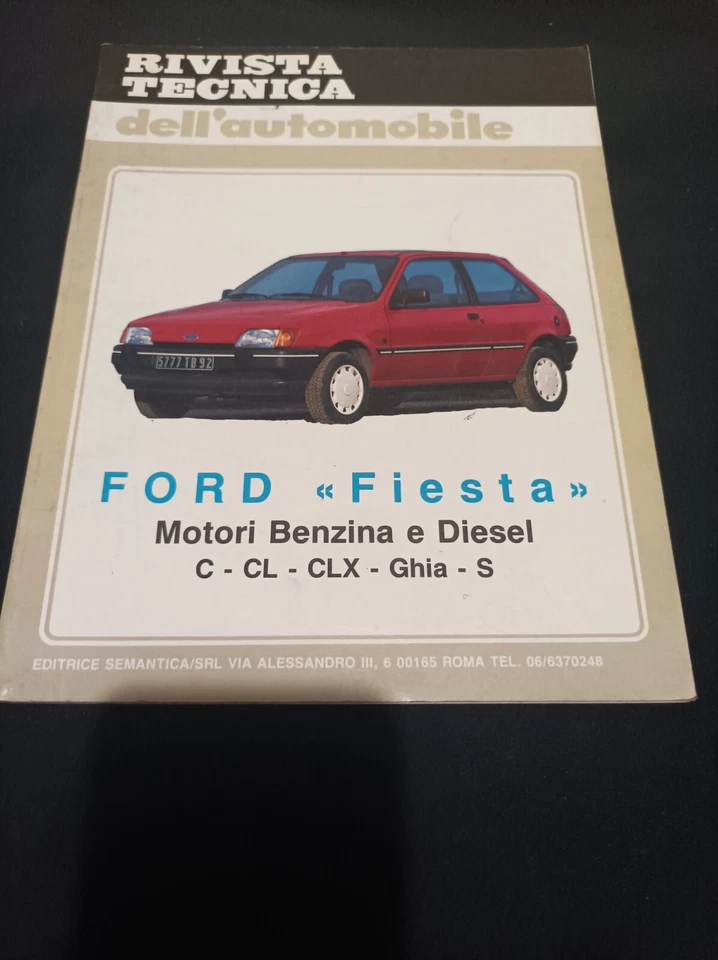 RIVISTA
TECNICA
dell'automobile
Ford
5777 TB 92
FORD «Fiesta»
Motori Benzina e Diesel
C - CL - CLX - Ghia - S
EDITRICE SEMANTICA/SRL VIA ALESSANDRO III, 6 00165 ROMA TEL. 06/6370248